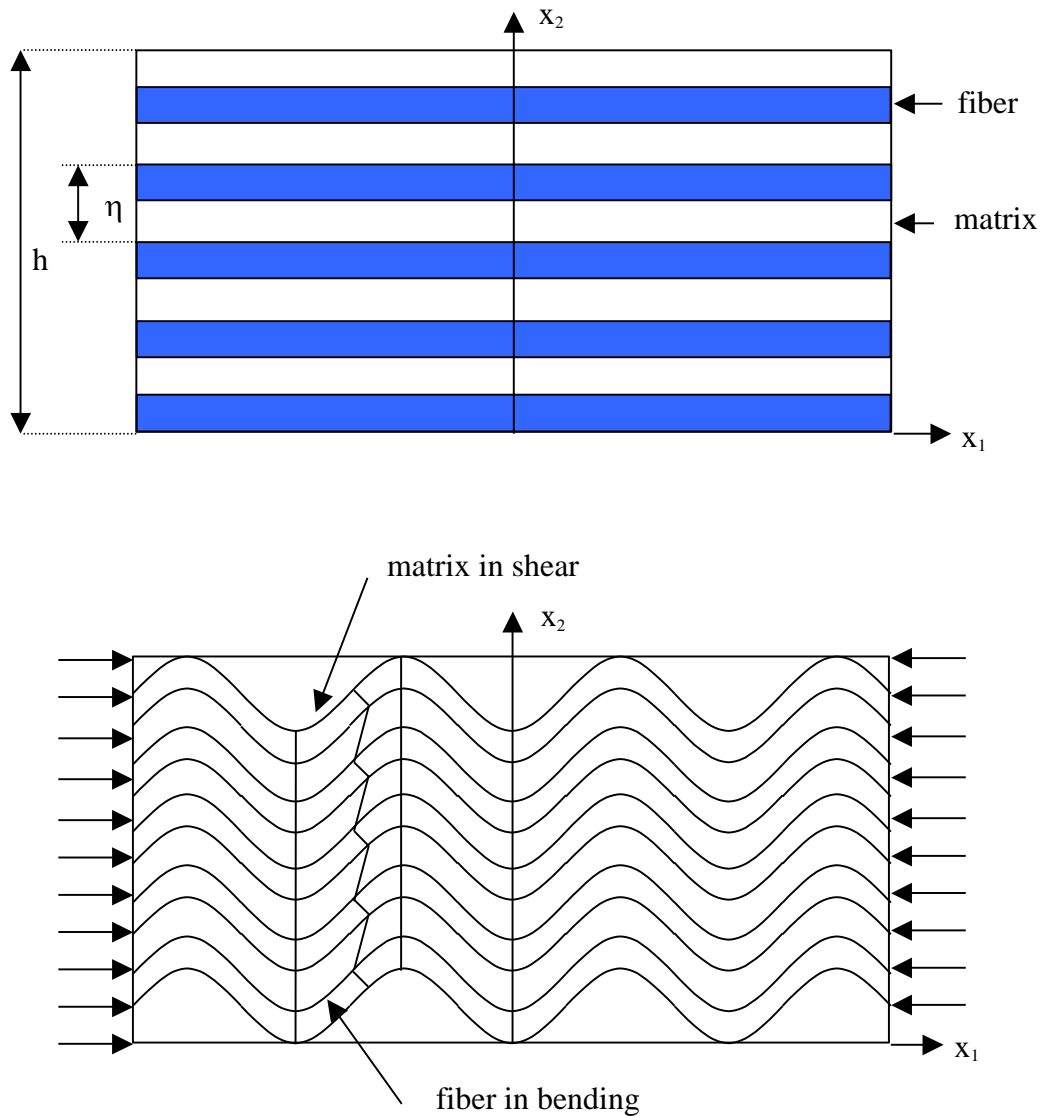 x₂
fiber
η
matrix
h
x₁
matrix in shear
x₂
x₁
fiber in bending